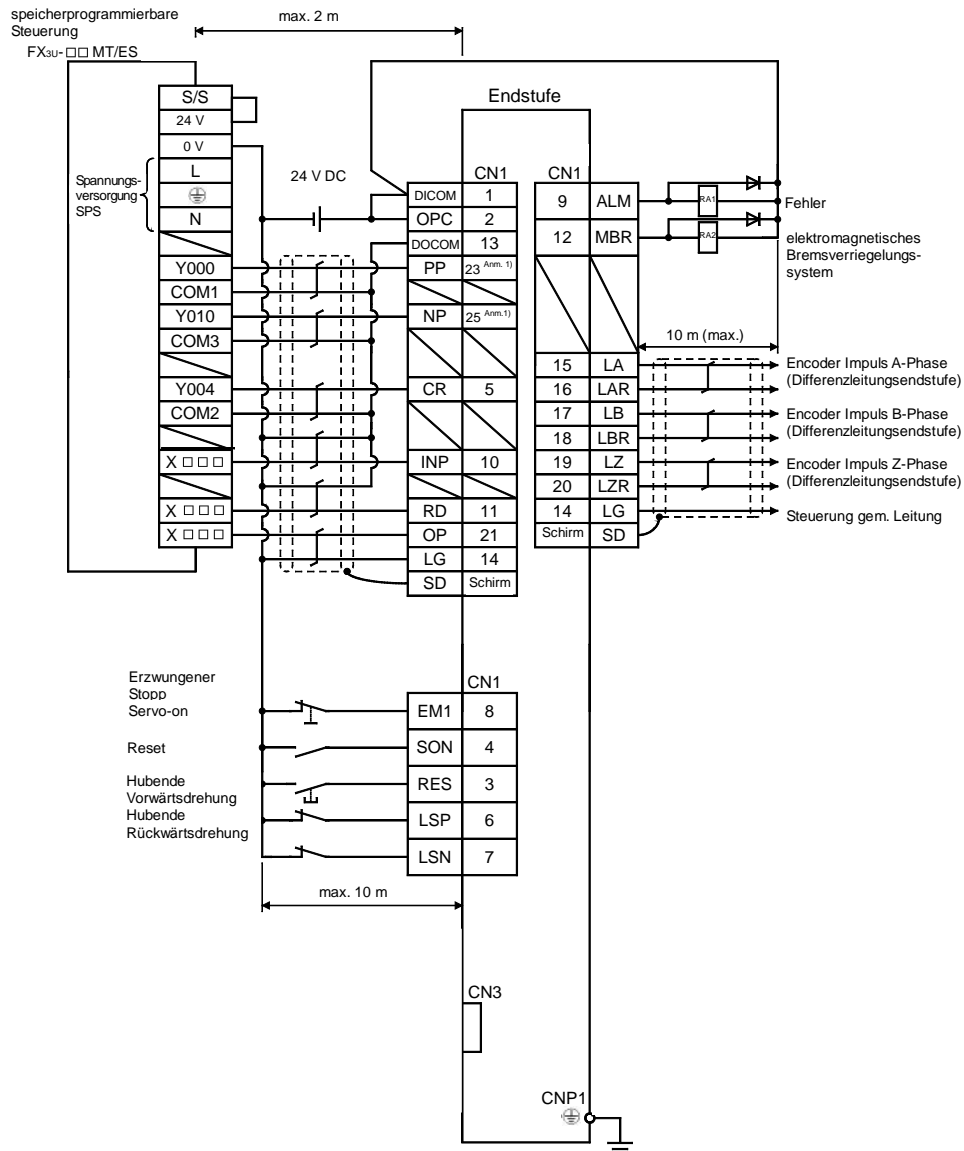 speicherprogrammierbare
Steuerung
FX3U-□□ MT/ES
max. 2 m
S/S
24 V
0 V
L
N
Spannungs-
versorgung
SPS
Y000
COM1
Y010
COM3
Y004
COM2
X □□□
X □□□
X □□□
24 V DC
Endstufe
CN1
DICOM 1
OPC 2
DOCOM 13
PP 23 Anm. 1)
NP 25 Anm.1)
CR 5
INP 10
RD 11
OP 21
LG 14
SD Schirm
CN1
9 ALM
12 MBR
15 LA
16 LAR
17 LB
18 LBR
19 LZ
20 LZR
14 LG
Schirm SD
RA1
RA2
Fehler
elektromagnetisches
Bremsverriegelungs-
system
10 m (max.)
Encoder Impuls A-Phase
(Differenzleitungsendstufe)
Encoder Impuls B-Phase
(Differenzleitungsendstufe)
Encoder Impuls Z-Phase
(Differenzleitungsendstufe)
Steuerung gem. Leitung
Erzwungener
Stopp
Servo-on
Reset
Hubende
Vorwärtsdrehung
Hubende
Rückwärtsdrehung
CN1
EM1 8
SON 4
RES 3
LSP 6
LSN 7
max. 10 m
CN3
CNP1